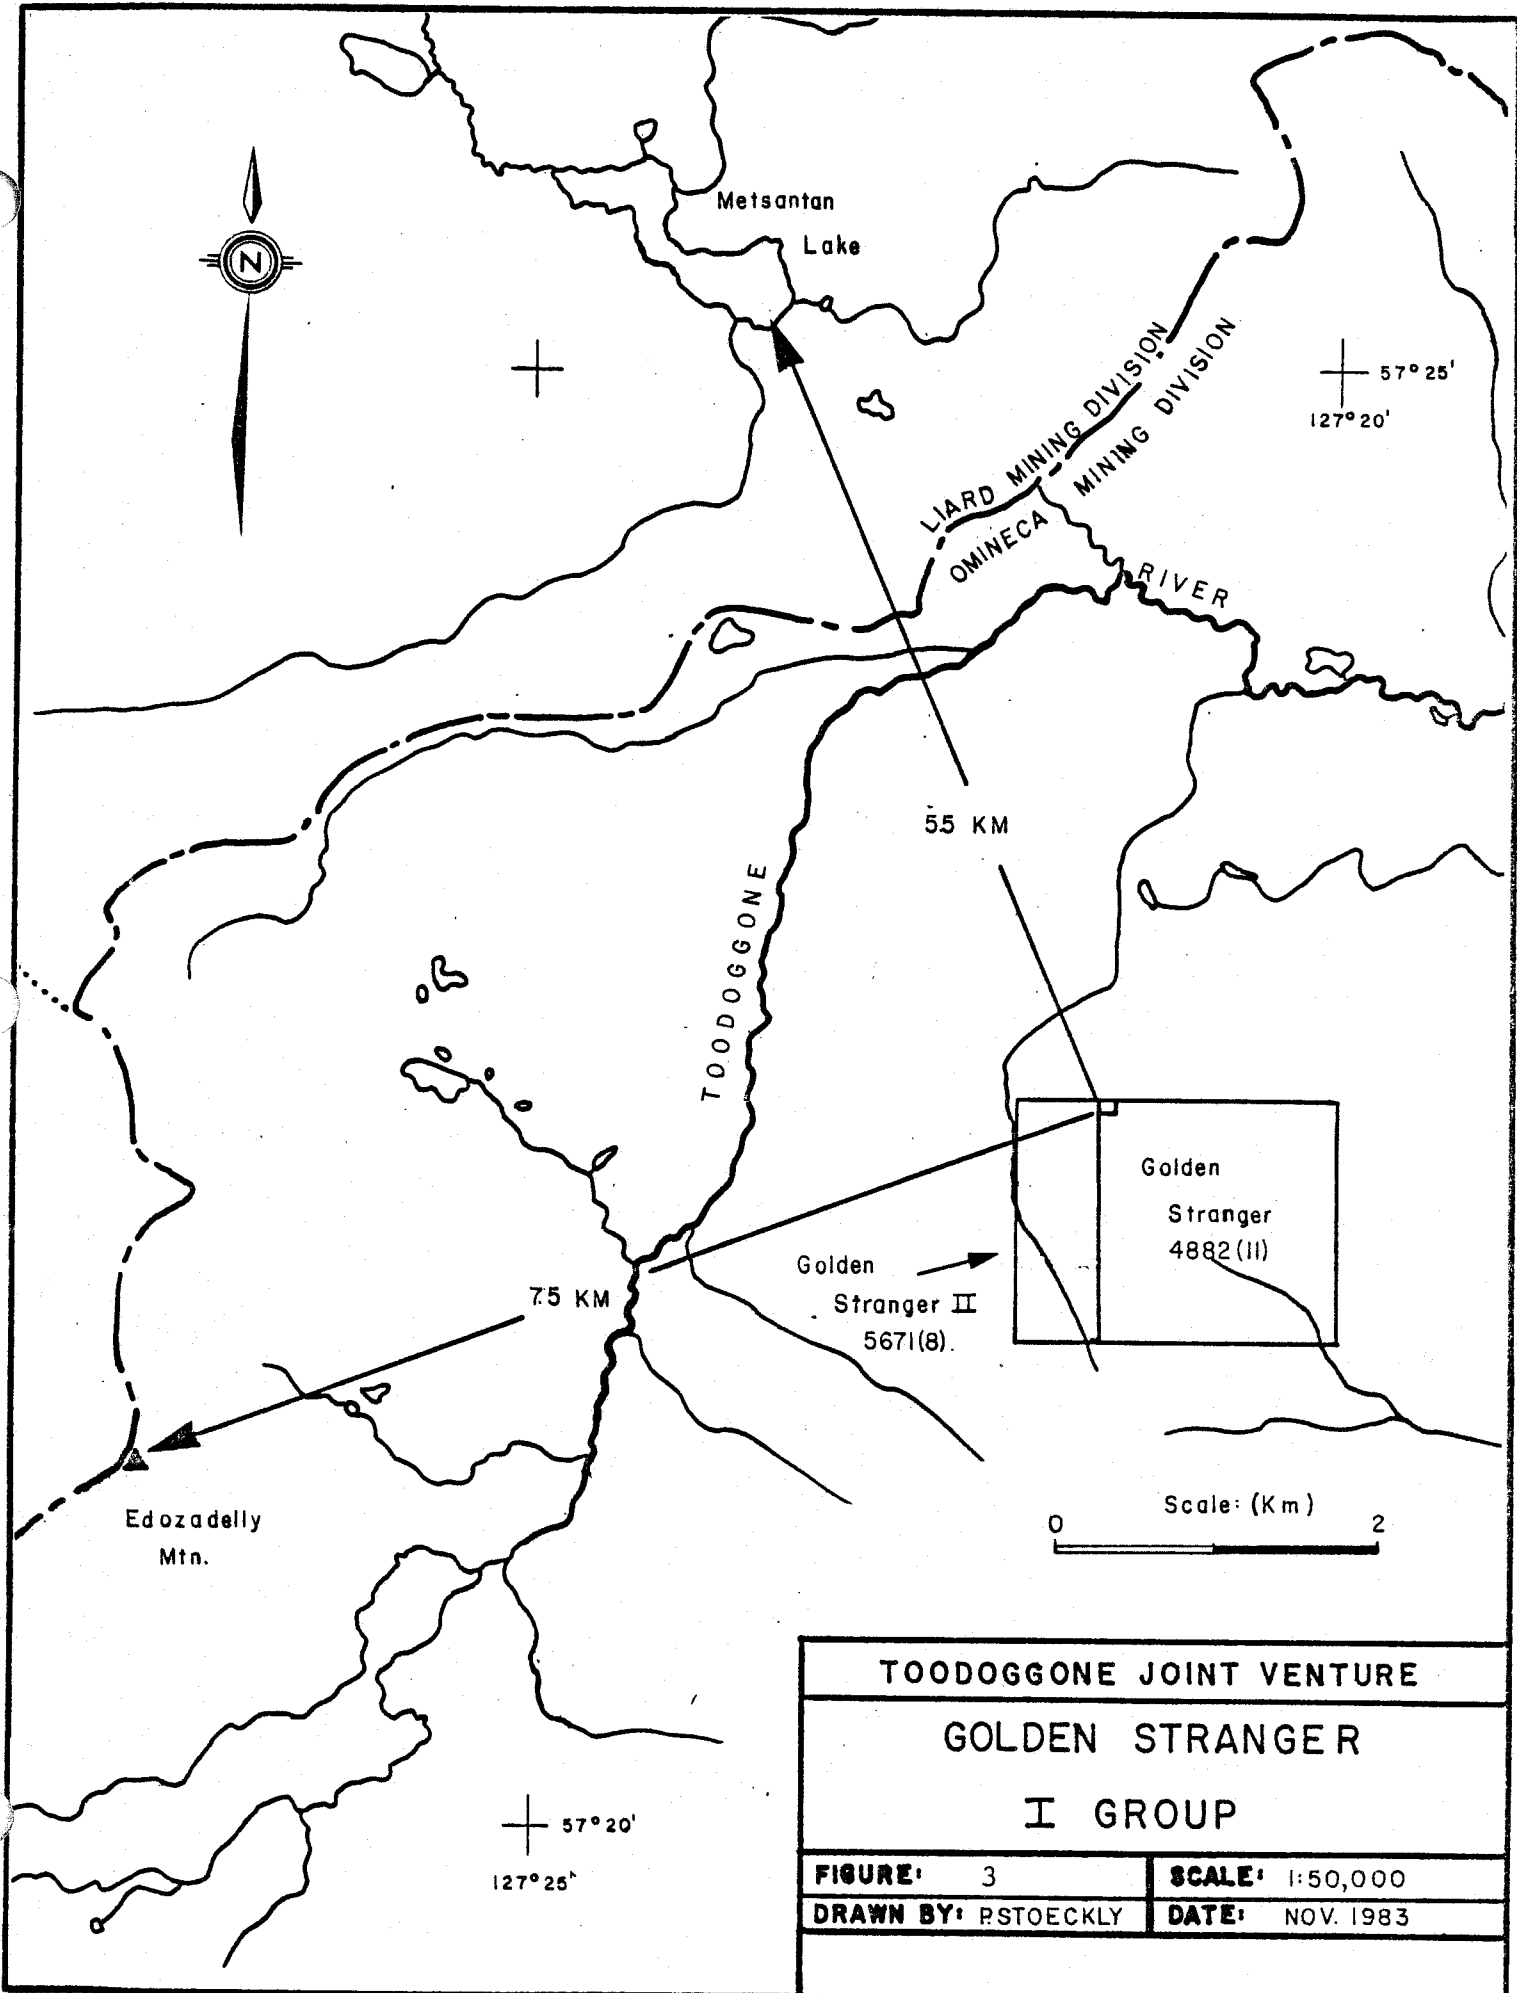 N
Metsantan
Lake
57° 25'
127° 20'
LIARD MINING DIVISION
OMINECA MINING DIVISION
RIVER
5.5 KM
TOODOGGONE
Golden
Stranger
4882(11)
Golden
Stranger II
5671(8).
7.5 KM
Edozadelly
Mtn.
Scale: (Km)
0 2
57° 20'
127° 25'
TOODOGGONE JOINT VENTURE
GOLDEN STRANGER
I GROUP
FIGURE: 3
SCALE: 1:50,000
DRAWN BY: P.STOECKLY
DATE: NOV. 1983